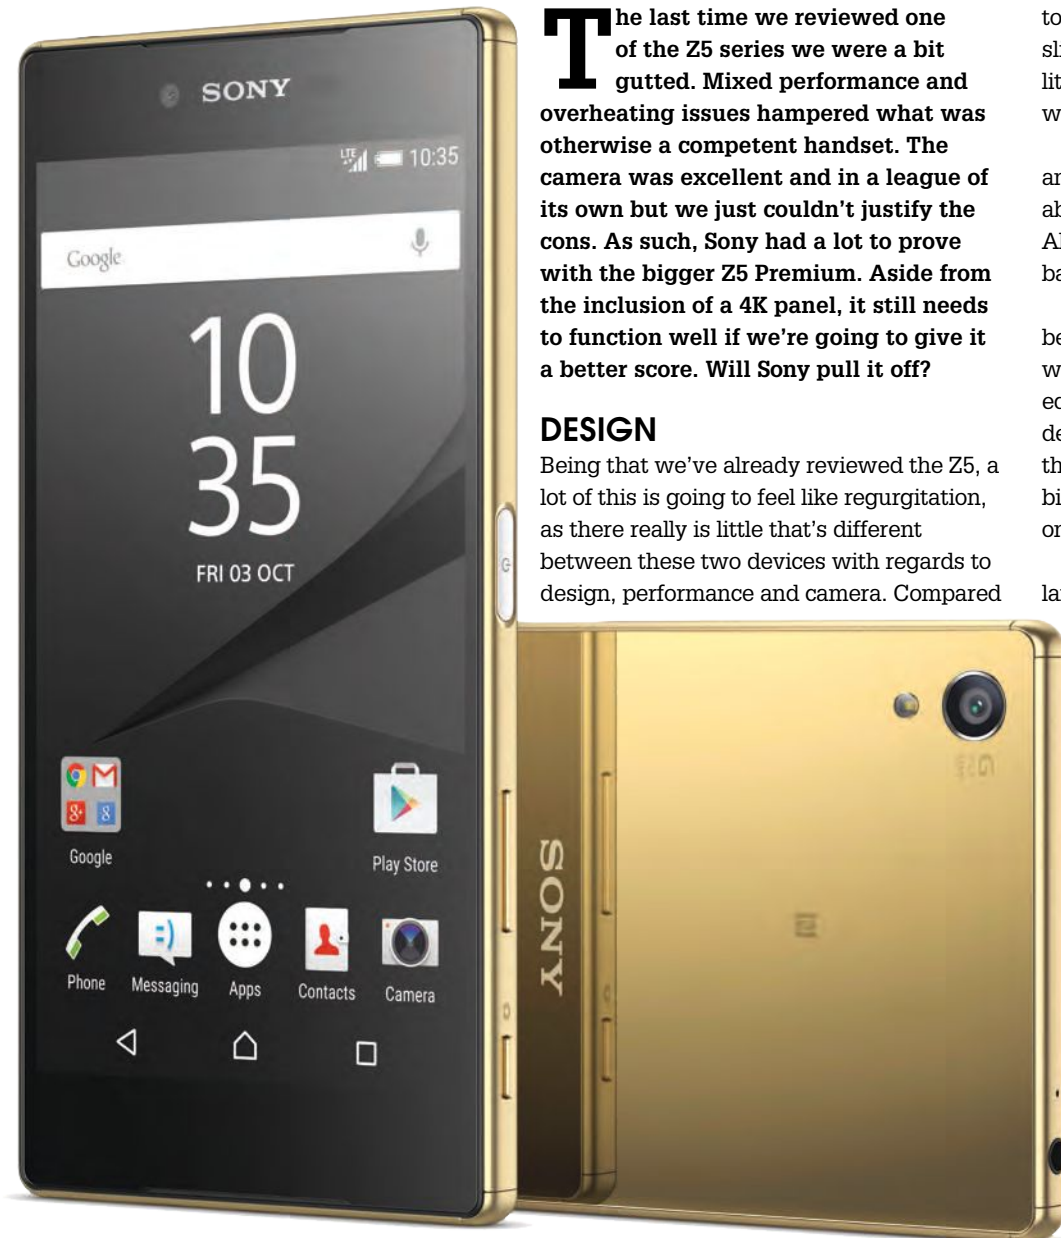 SONY
LTE 10:35
Google
10
35
FRI 03 OCT
Google
Play Store
Phone Messaging Apps Contacts Camera
The last time we reviewed one
of the Z5 series we were a bit
gutted. Mixed performance and
overheating issues hampered what was
otherwise a competent handset. The
camera was excellent and in a league of
its own but we just couldn't justify the
cons. As such, Sony had a lot to prove
with the bigger Z5 Premium. Aside from
the inclusion of a 4K panel, it still needs
to function well if we're going to give it
a better score. Will Sony pull it off?
DESIGN
Being that we've already reviewed the Z5, a
lot of this is going to feel like regurgitation,
as there really is little that's different
between these two devices with regards to
design, performance and camera. Compared
SONY